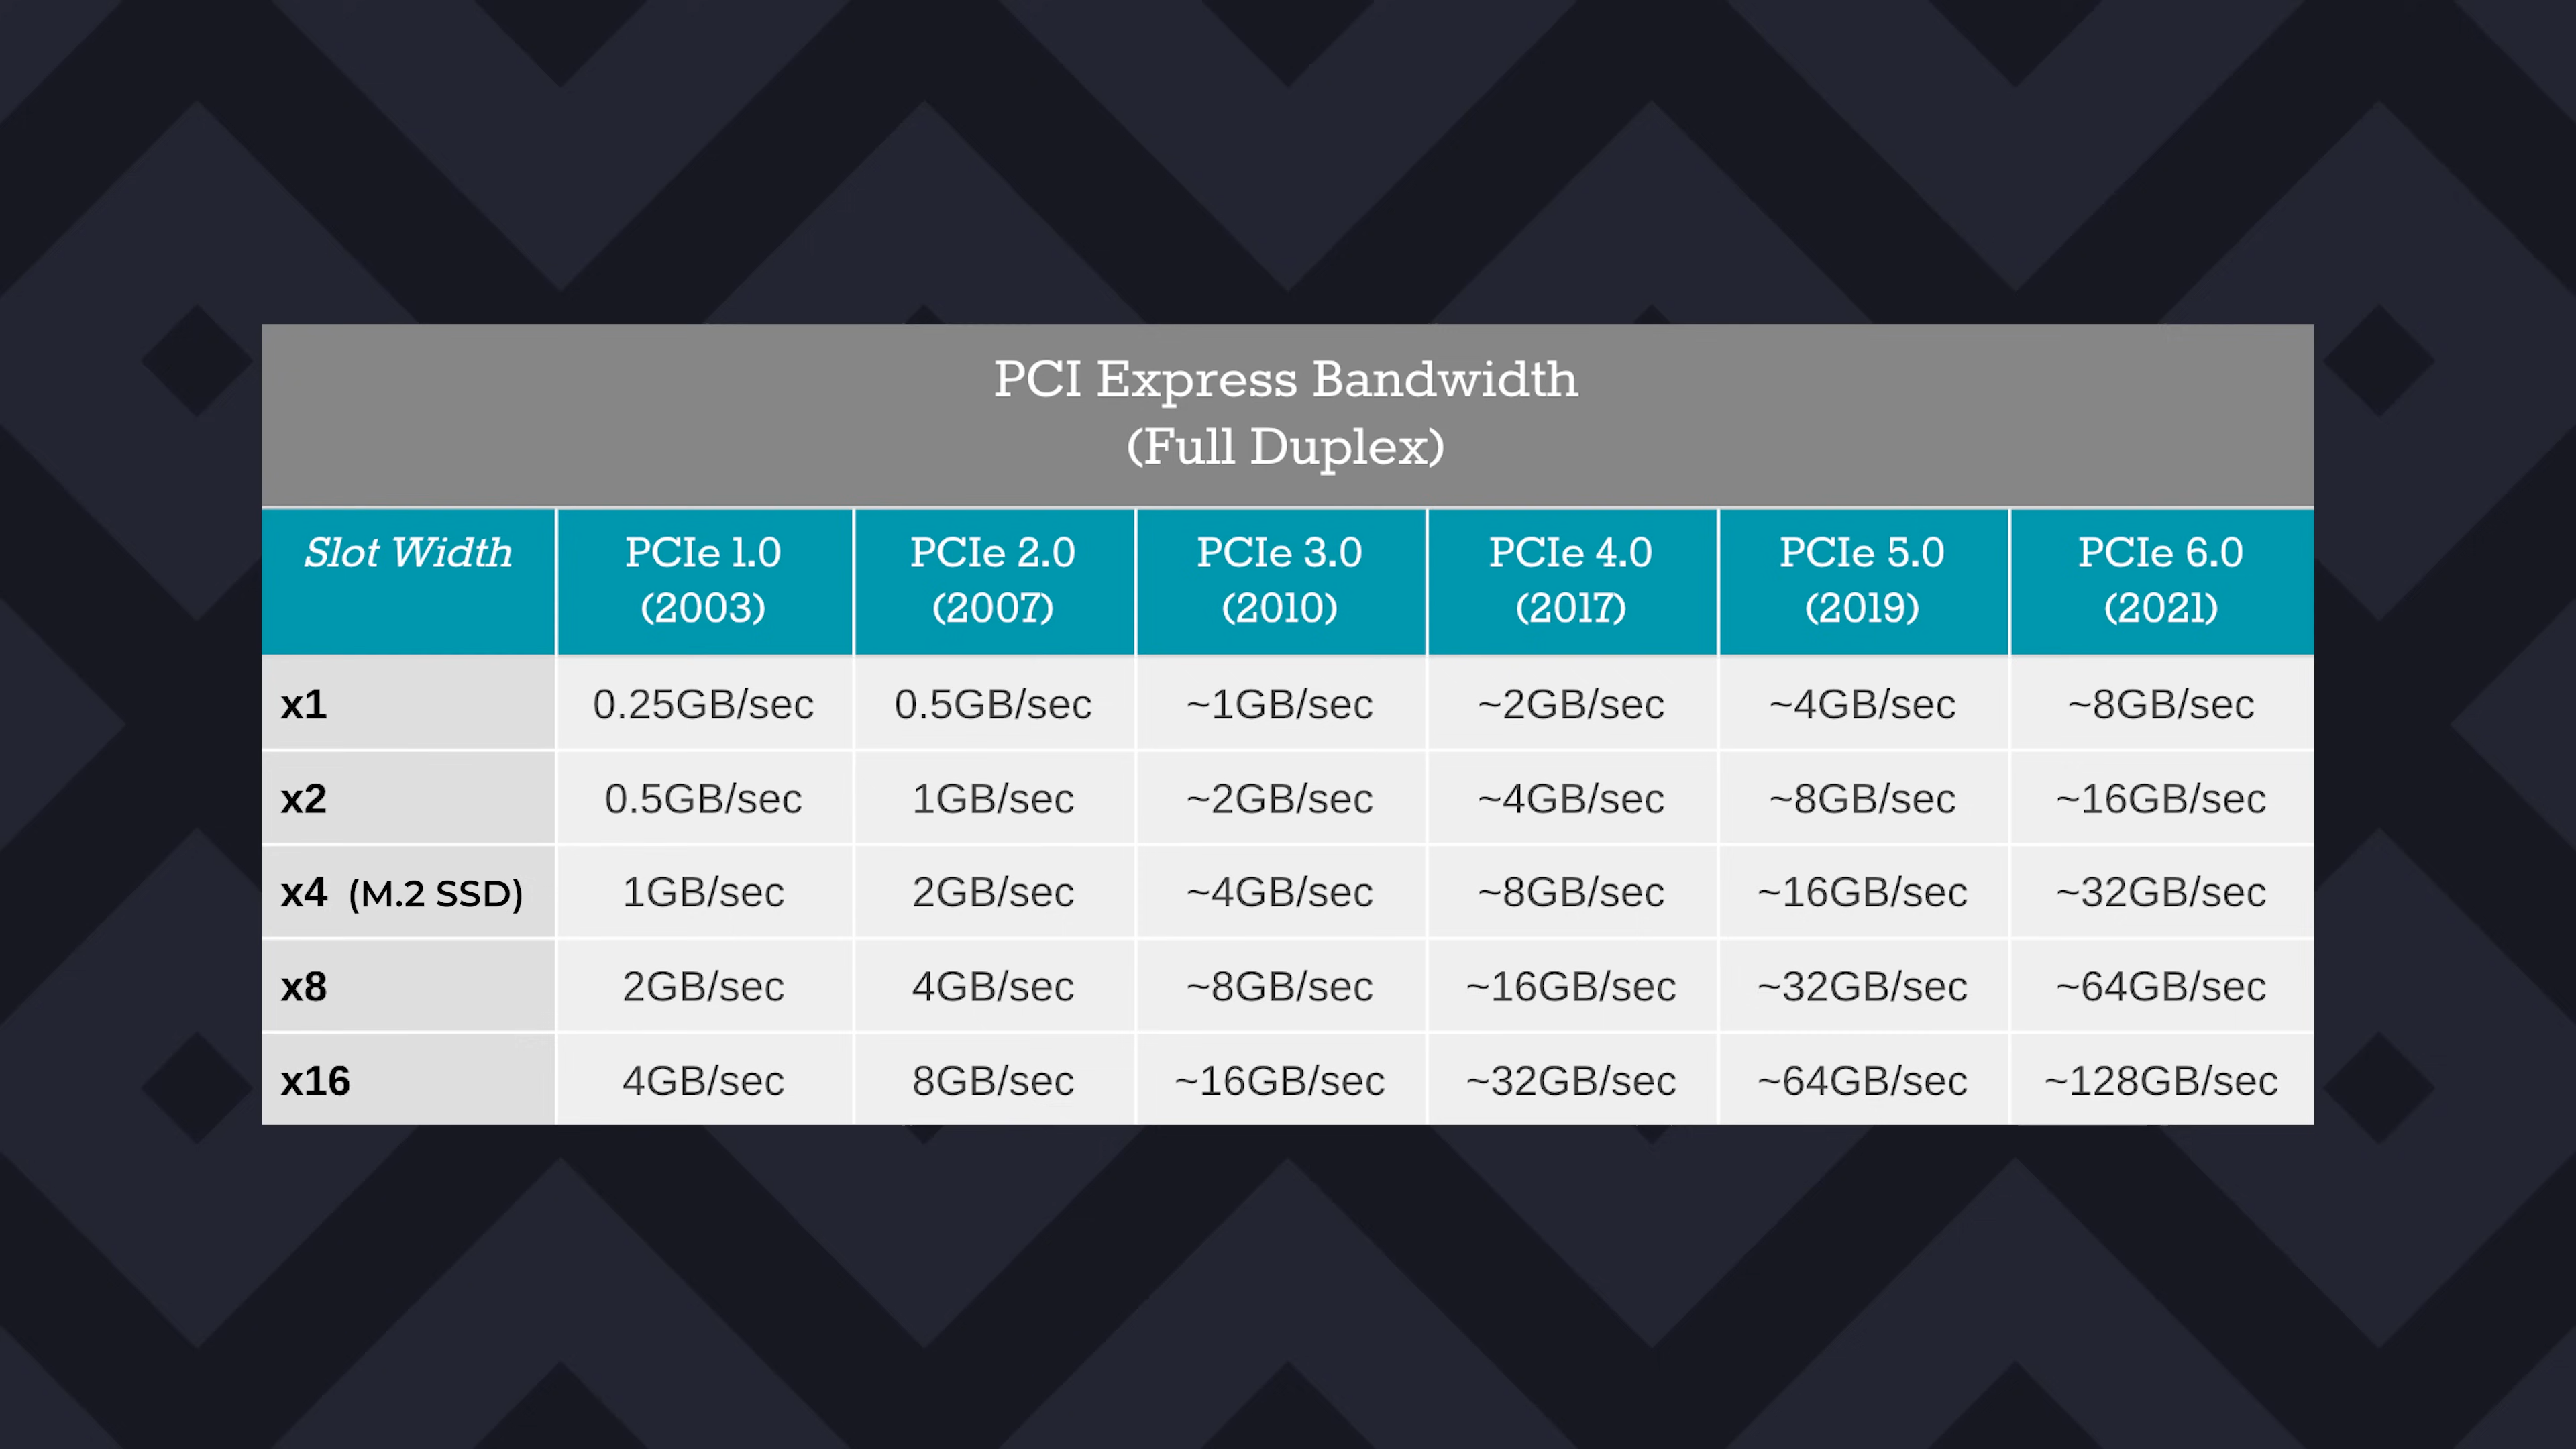 PCI Express Bandwidth
(Full Duplex)
Slot Width PCIe 1.0 (2003) PCIe 2.0 (2007) PCIe 3.0 (2010) PCIe 4.0 (2017) PCIe 5.0 (2019) PCIe 6.0 (2021)
x1 0.25GB/sec 0.5GB/sec ~1GB/sec ~2GB/sec ~4GB/sec ~8GB/sec
x2 0.5GB/sec 1GB/sec ~2GB/sec ~4GB/sec ~8GB/sec ~16GB/sec
x4 (M.2 SSD) 1GB/sec 2GB/sec ~4GB/sec ~8GB/sec ~16GB/sec ~32GB/sec
x8 2GB/sec 4GB/sec ~8GB/sec ~16GB/sec ~32GB/sec ~64GB/sec
x16 4GB/sec 8GB/sec ~16GB/sec ~32GB/sec ~64GB/sec ~128GB/sec